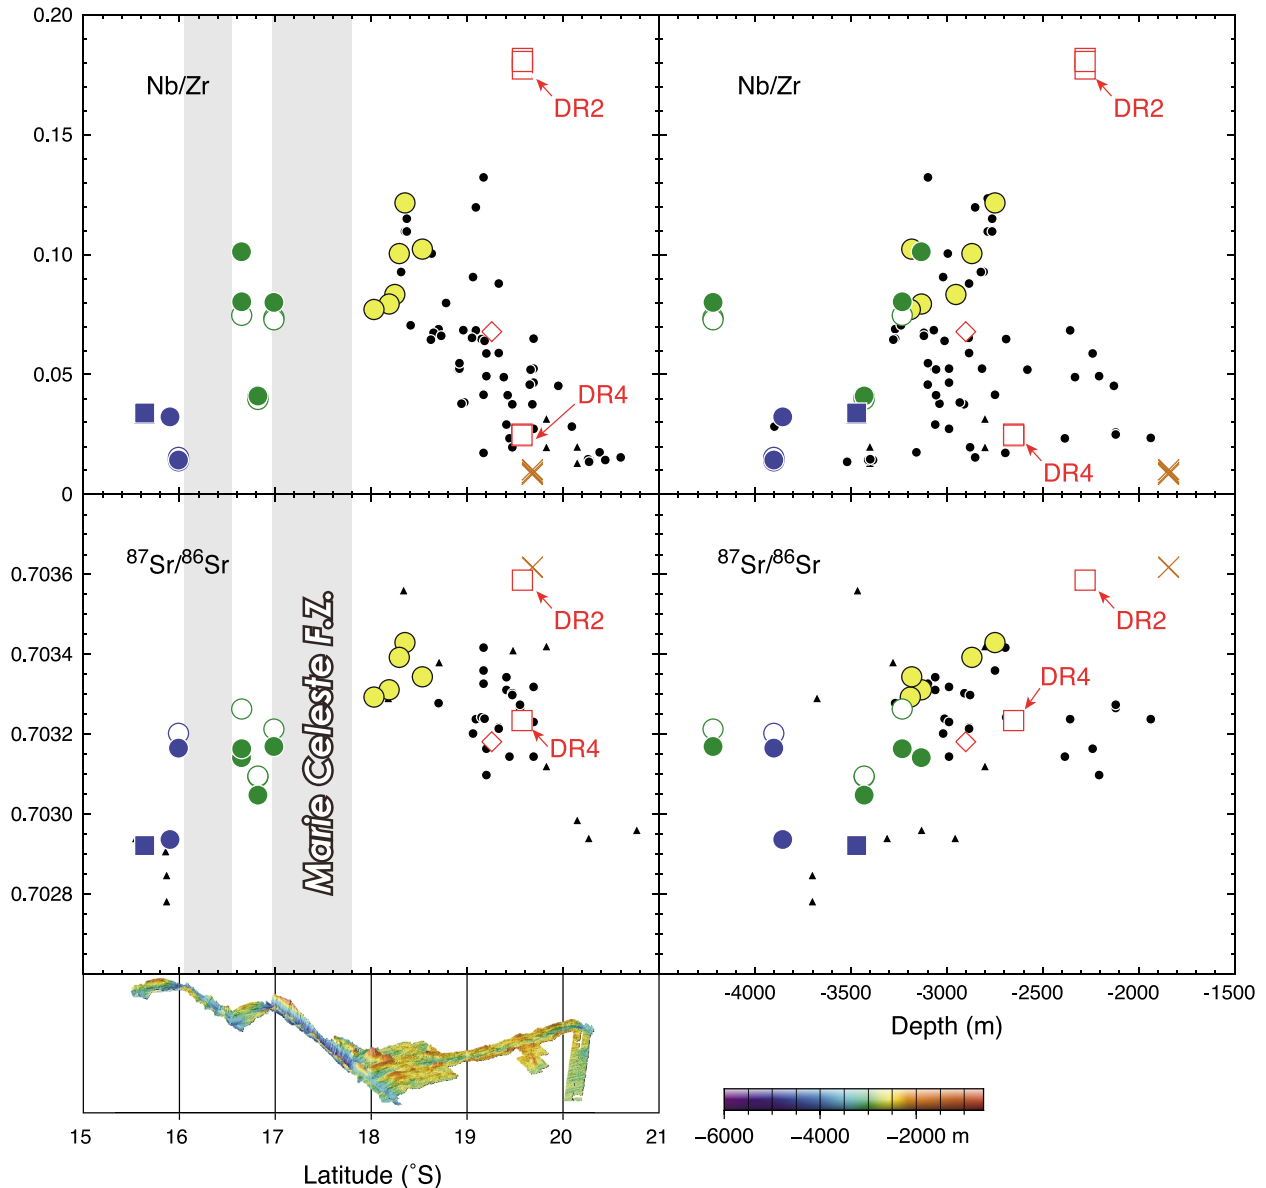 0.20
0.15
0.10
0.05
0
Nb/Zr
DR2
DR4
Nb/Zr
DR2
DR4
0.7036
0.7034
0.7032
0.7030
0.7028
87Sr/86Sr
Marie Celeste F.Z.
DR2
DR4
87Sr/86Sr
DR2
DR4
-4000 -3500 -3000 -2500 -2000 -1500
Depth (m)
-6000 -4000 -2000 m
15 16 17 18 19 20 21
Latitude (°S)